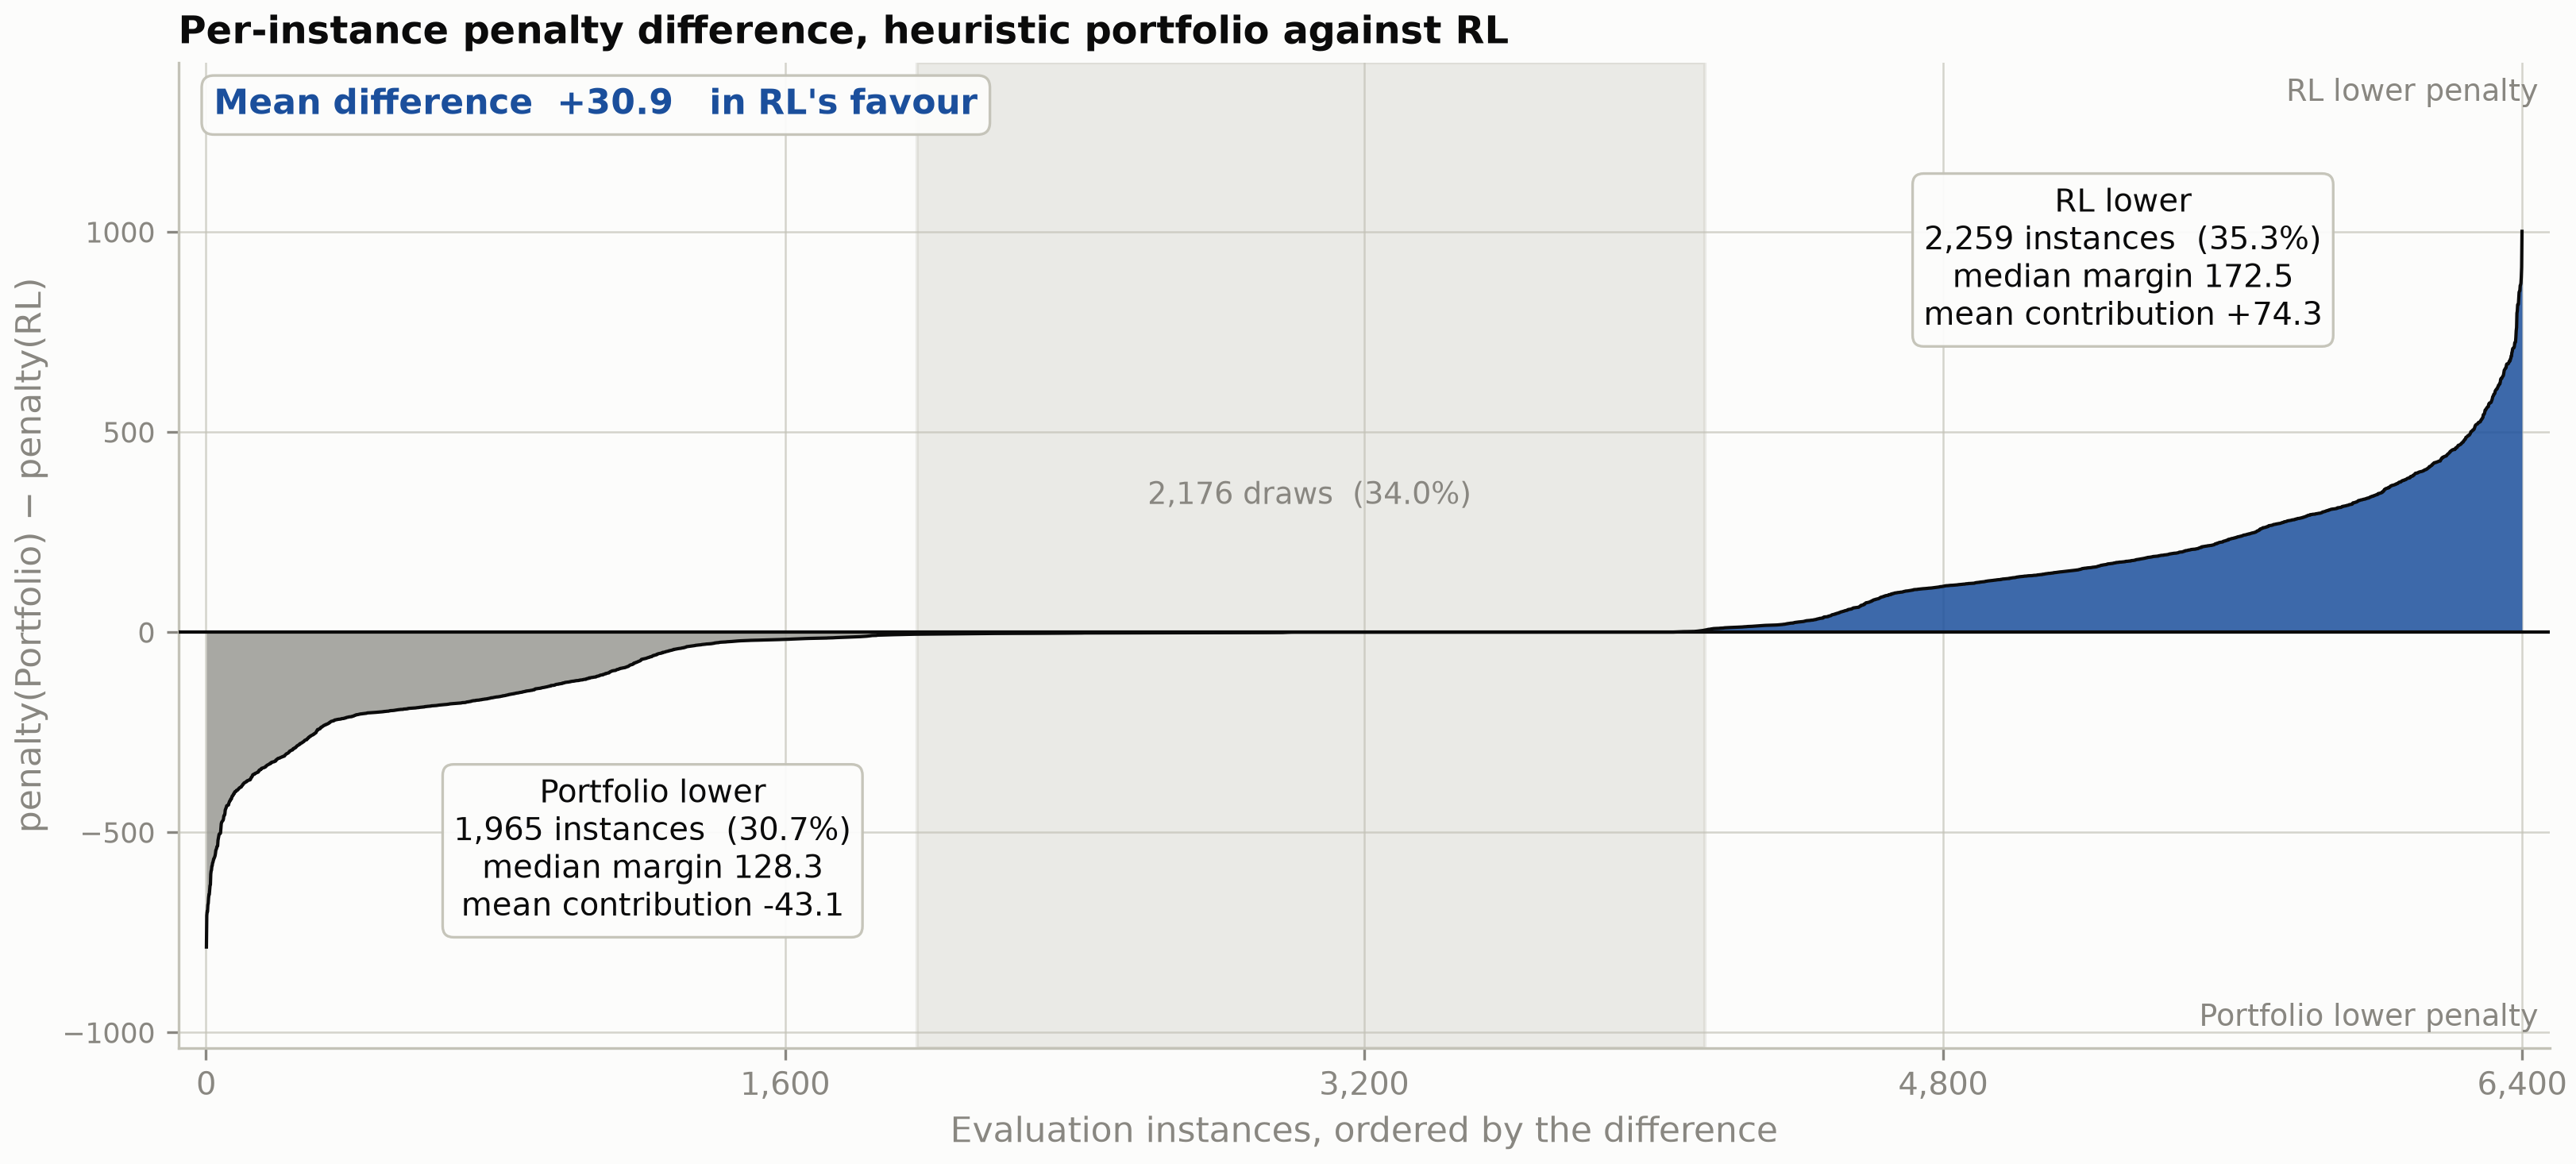 Per-instance penalty difference, heuristic portfolio against RL
Mean difference  +30.9   in RL's favour
RL lower penalty
RL lower
2,259 instances  (35.3%)
median margin 172.5
mean contribution +74.3
2,176 draws  (34.0%)
Portfolio lower
1,965 instances  (30.7%)
median margin 128.3
mean contribution -43.1
Portfolio lower penalty
penalty(Portfolio) − penalty(RL)
1000
500
0
−500
−1000
0
1,600
3,200
4,800
6,400
Evaluation instances, ordered by the difference